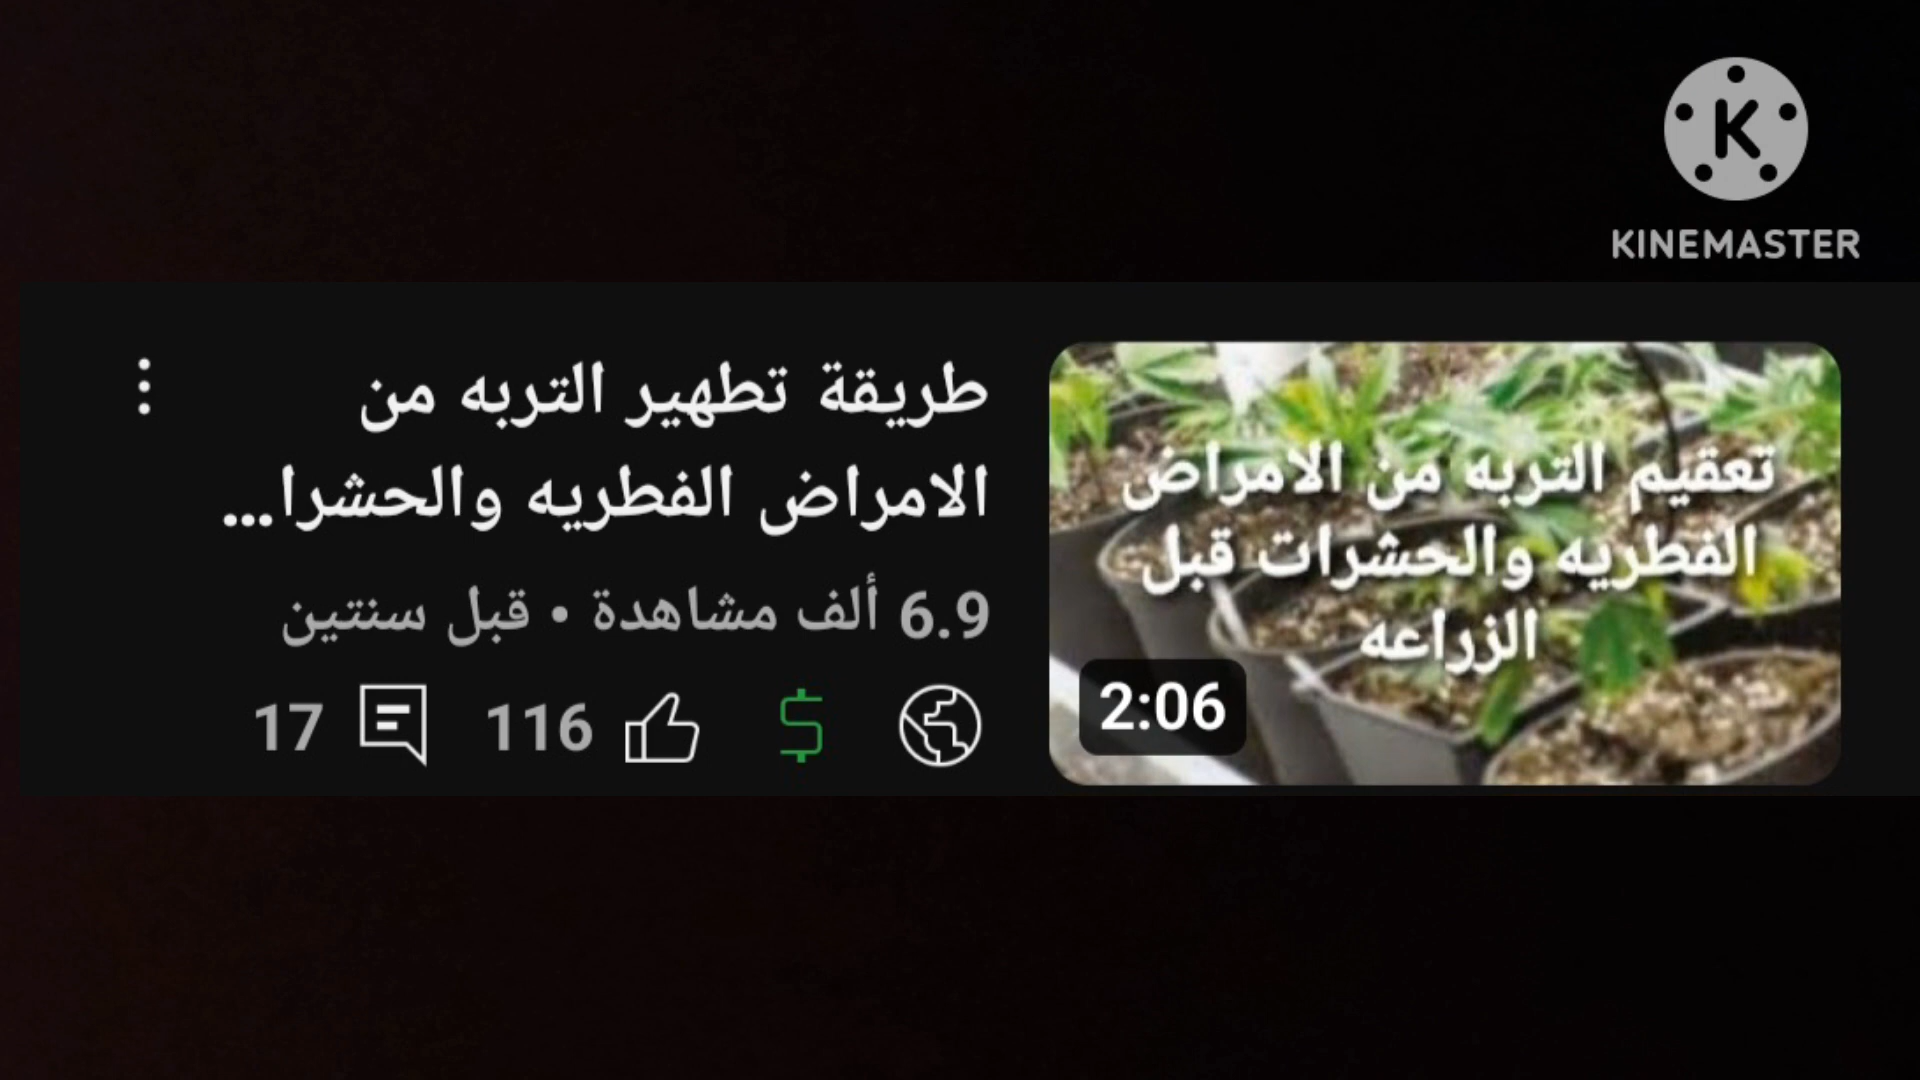 K
KINEMASTER
طريقة تطهير التربه من
الامراض الفطريه والحشرا...
6.9 ألف مشاهدة • قبل سنتين
116
17
تعقيم التربه من الامراض
الفطريه والحشرات قبل
الزراعه
2:06